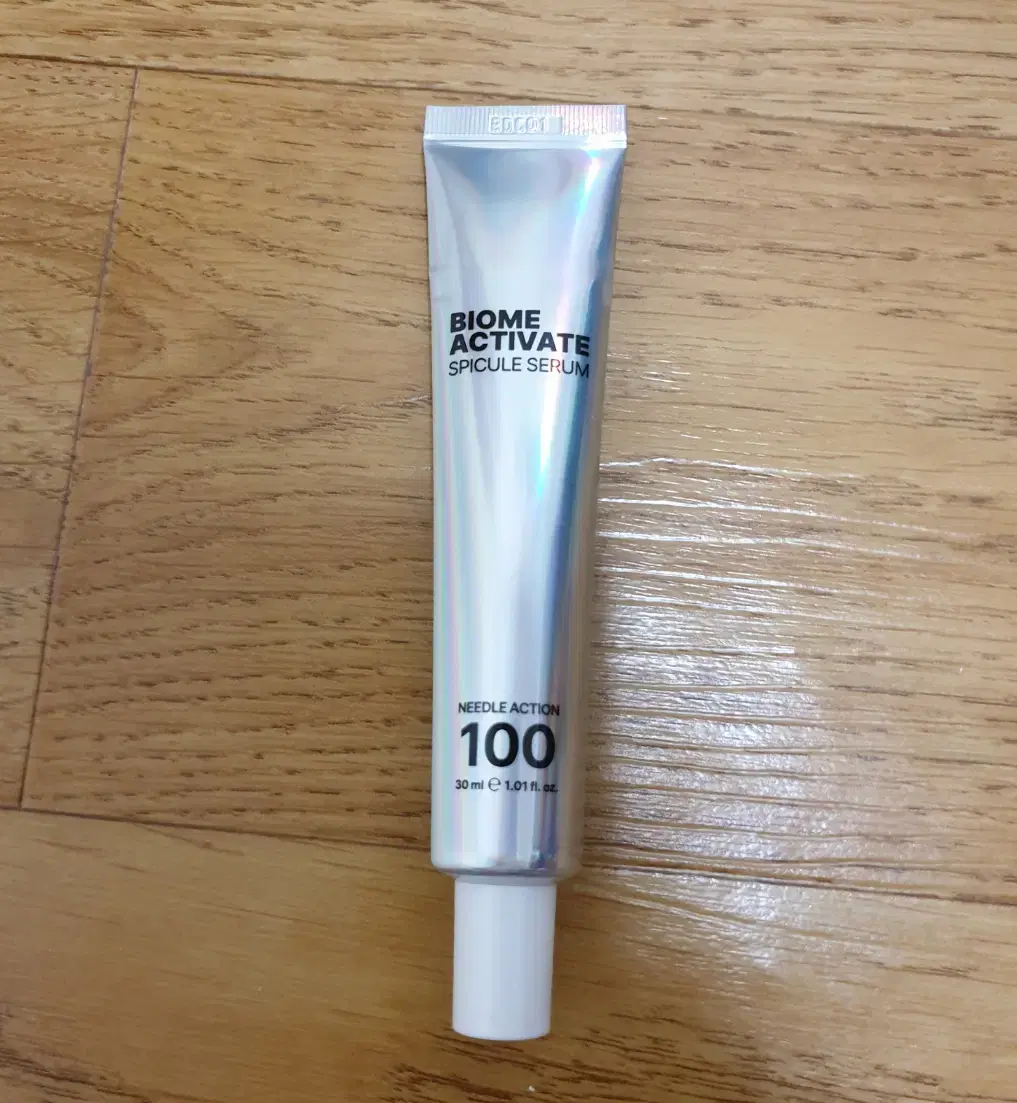 BIOME
ACTIVATE
SPICULE SERUM
NEEDLE ACTION
100
30 ml ℮ 1.01 fl. oz.